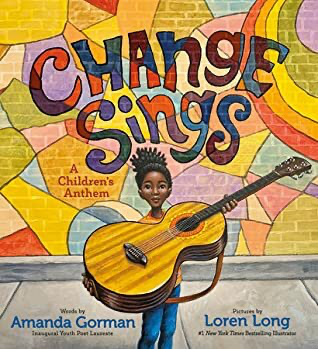 CHANGE
Sings
A
Children's
Anthem
Words by
Amanda Gorman
Inaugural Youth Poet Laureate
Pictures by
Loren Long
#1 New York Times Bestselling Illustrator